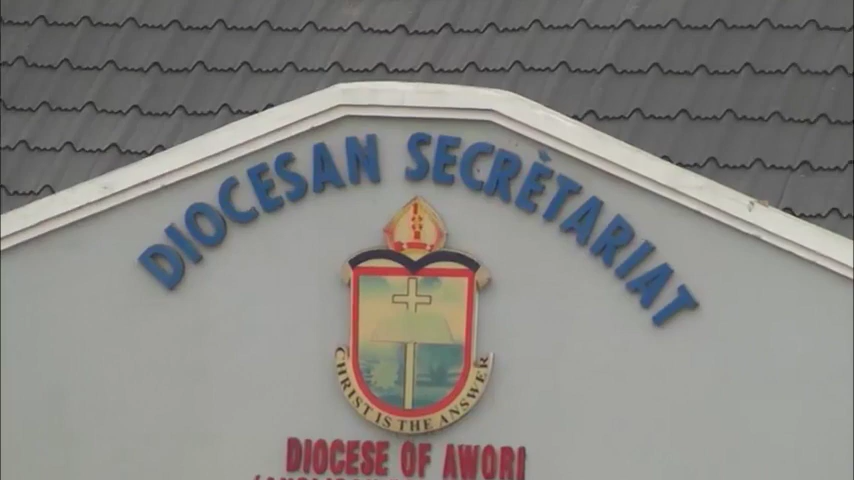 DIOCESAN SECRÈTARIAT
CHRIST IS THE ANSWER
DIOCESE OF AWORI